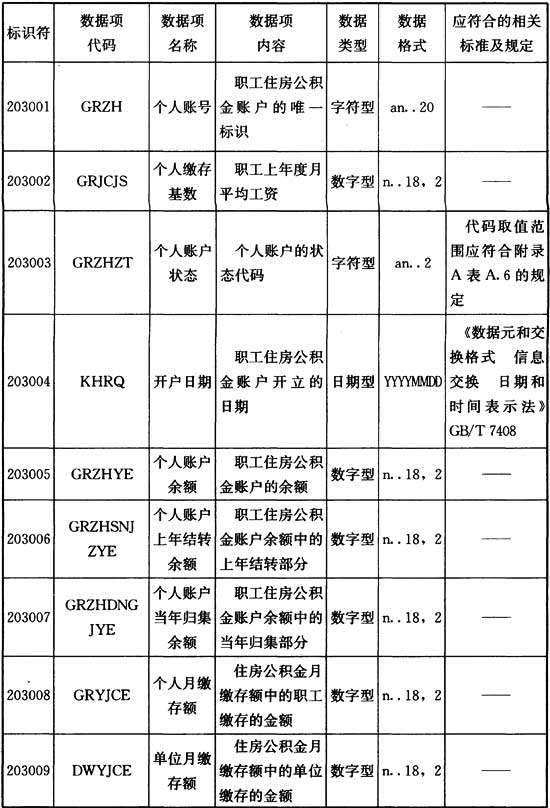 标识符 数据项代码 数据项名称 数据项内容 数据类型 数据格式 应符合的相关标准及规定
203001 GRZH 个人账号 职工住房公积金账户的唯一标识 字符型 an..20 ——
203002 GRJCJS 个人缴存基数 职工上年度月平均工资 数字型 n..18，2 ——
203003 GRZHZT 个人账户状态 个人账户的状态代码 字符型 an..2 代码取值范围应符合附录A表A.6的规定
203004 KHRQ 开户日期 职工住房公积金账户开立的日期 日期型 YYYYMMDD 《数据元和交换格式 信息交换 日期和时间表示法》GB/T 7408
203005 GRZHYE 个人账户余额 职工住房公积金账户的余额 数字型 n..18，2 ——
203006 GRZHSNJZYE 个人账户上年结转余额 职工住房公积金账户余额中的上年结转部分 数字型 n..18，2 ——
203007 GRZHDNGJYE 个人账户当年归集余额 职工住房公积金账户余额中的当年归集部分 数字型 n..18，2 ——
203008 GRYJCE 个人月缴存额 住房公积金月缴存额中的职工缴存的金额 数字型 n..18，2 ——
203009 DWYJCE 单位月缴存额 住房公积金月缴存额中的单位缴存的金额 数字型 n..18，2 ——